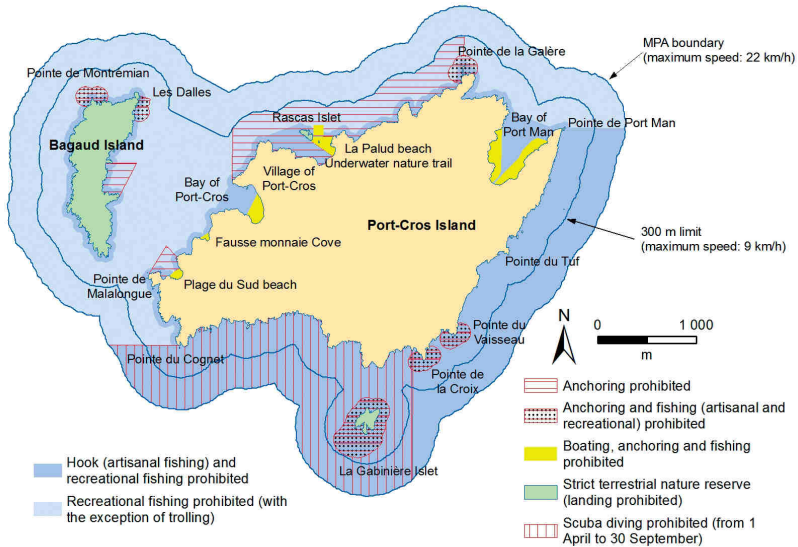 Pointe de la Galère
MPA boundary
(maximum speed: 22 km/h)
Pointe de Montrémian
Les Dalles
Rascas Islet
Bay of
Port Man
Pointe de Port Man
Bagaud Island
La Palud beach
Underwater nature trail
Village of
Port-Cros
Bay of
Port-Cros
Port-Cros Island
300 m limit
(maximum speed: 9 km/h)
Fausse monnaie Cove
Pointe du Tuf
Pointe de
Malalongue
Plage du Sud beach
N
0
1 000
m
Pointe du
Vaisseau
Pointe du Cognet
Pointe de
la Croix
La Gabinière Islet
Anchoring prohibited
Anchoring and fishing (artisanal and
recreational) prohibited
Boating, anchoring and fishing
prohibited
Strict terrestrial nature reserve
(landing prohibited)
Scuba diving prohibited (from 1
April to 30 September)
Hook (artisanal fishing) and
recreational fishing prohibited
Recreational fishing prohibited (with
the exception of trolling)